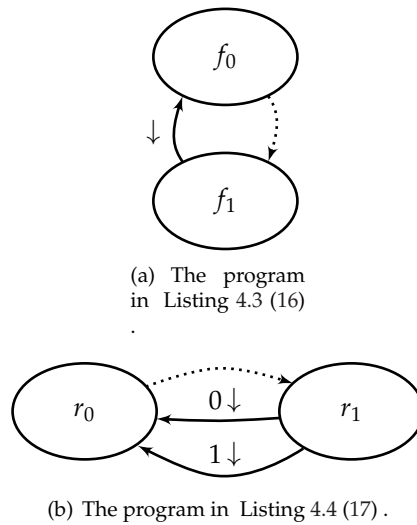 f₀
↓
f₁
(a) The program
in Listing 4.3 (16)
.
r₀
0 ↓
r₁
1 ↓
(b) The program in Listing 4.4 (17) .